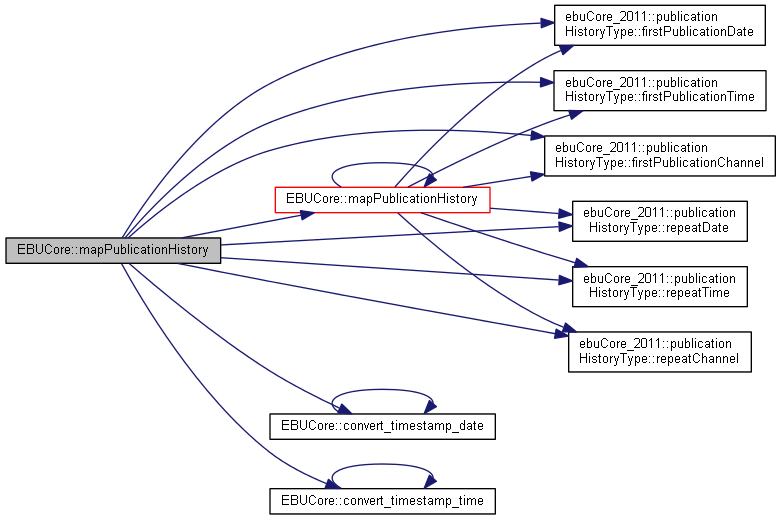 ebuCore_2011::publication
HistoryType::firstPublicationDate
ebuCore_2011::publication
HistoryType::firstPublicationTime
ebuCore_2011::publication
HistoryType::firstPublicationChannel
EBUCore::mapPublicationHistory
ebuCore_2011::publication
HistoryType::repeatDate
EBUCore::mapPublicationHistory
ebuCore_2011::publication
HistoryType::repeatTime
ebuCore_2011::publication
HistoryType::repeatChannel
EBUCore::convert_timestamp_date
EBUCore::convert_timestamp_time